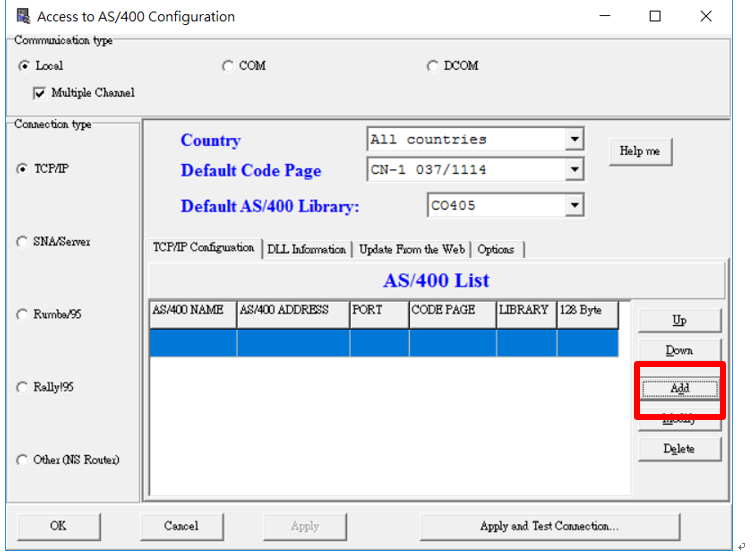 Access to AS/400 Configuration
Communication type
Local
COM
DCOM
Multiple Channel
Connection type
TCP/IP
SNA/Server
Rumba/95
Rally!95
Other (NS Router)
Country
All countries
Help me
Default Code Page
CN-1 037/1114
Default AS/400 Library:
CO405
TCP/IP Configuration
DLL Information
Update From the Web
Options
AS/400 List
AS/400 NAME
AS/400 ADDRESS
PORT
CODE PAGE
LIBRARY
128 Byte
Up
Down
Add
Modify
Delete
OK
Cancel
Apply
Apply and Test Connection...